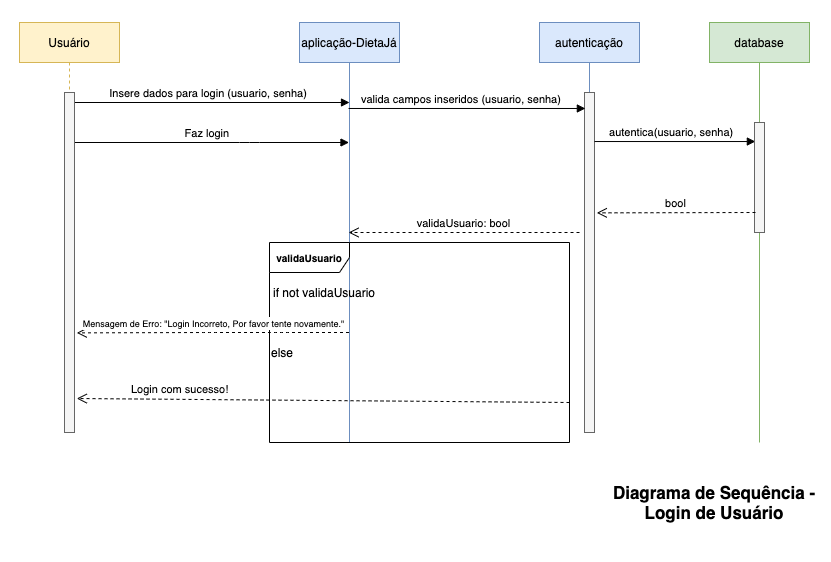 Usuário
aplicação-DietaJá
autenticação
database
Insere dados para login (usuario, senha)
valida campos inseridos (usuario, senha)
Faz login
autentica(usuario, senha)
bool
validaUsuario: bool
validaUsuario
if not validaUsuario
Mensagem de Erro: "Login Incorreto, Por favor tente novamente."
else
Login com sucesso!
Diagrama de Sequência -
Login de Usuário